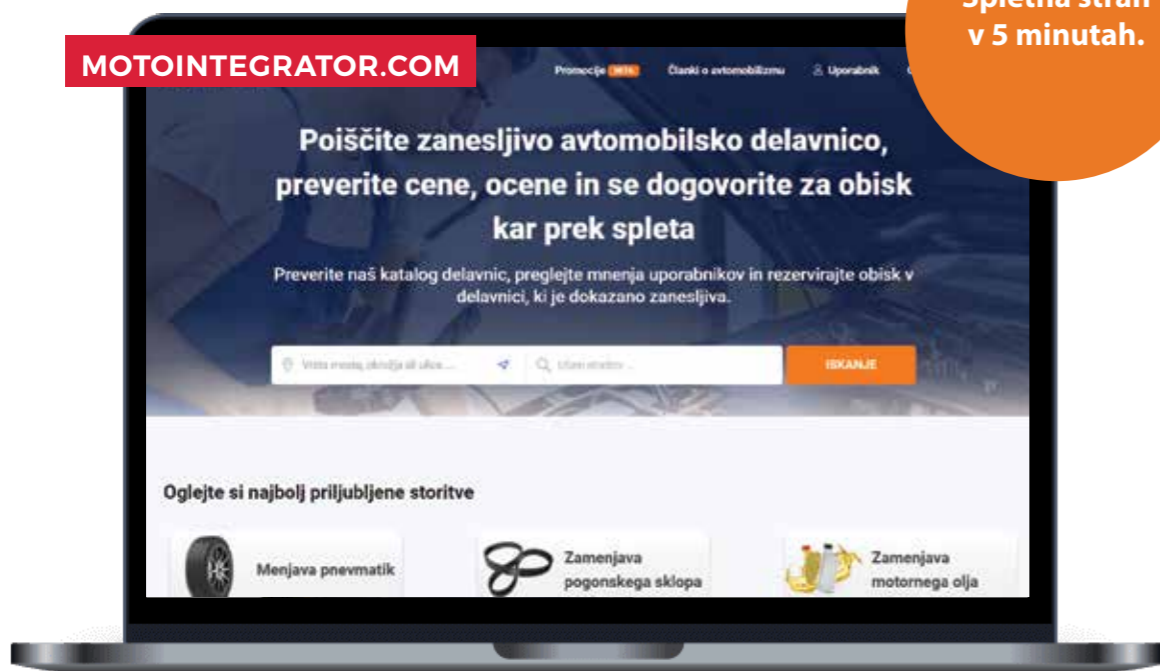 Spletna stran
v 5 minutah.
MOTOINTEGRATOR.COM
Promocije Članki o avtomobilizmu Uporabnik
Poiščite zanesljivo avtomobilsko delavnico,
preverite cene, ocene in se dogovorite za obisk
kar prek spleta
Preverite naš katalog delavnic, preglejte mnenja uporabnikov in rezervirajte obisk v
delavnici, ki je dokazano zanesljiva.
ISKANJE
Oglejte si najbolj priljubljene storitve
Menjava pnevmatik
Zamenjava
pogonskega sklopa
Zamenjava
motornega olja